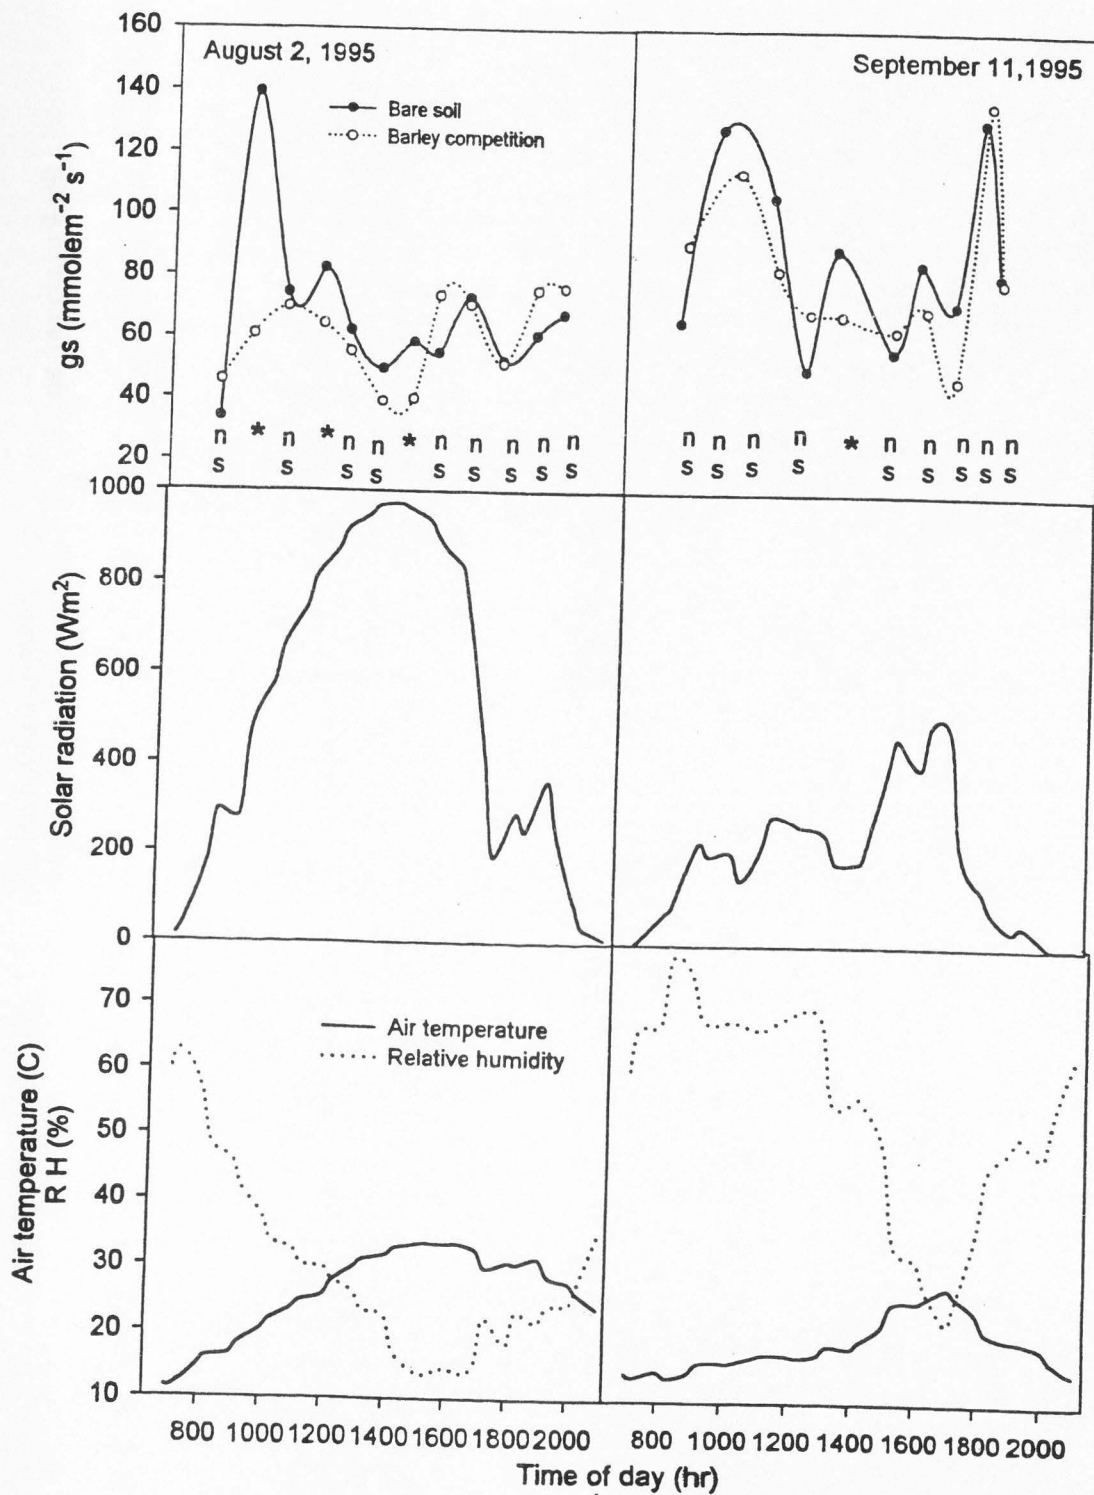 160
140
120
100
80
60
40
20
gs (mmolem⁻² s⁻¹)
August 2, 1995
Bare soil
Barley competition
n * n * n n * n n n n n
s s s s s s s s s
September 11,1995
n n n n * n n n n n
s s s s s s s s s
1000
800
600
400
200
0
Solar radiation (Wm²)
70
60
50
40
30
20
10
Air temperature (C)
R H (%)
Air temperature
Relative humidity
800 1000 1200 1400 1600 1800 2000
800 1000 1200 1400 1600 1800 2000
Time of day (hr)